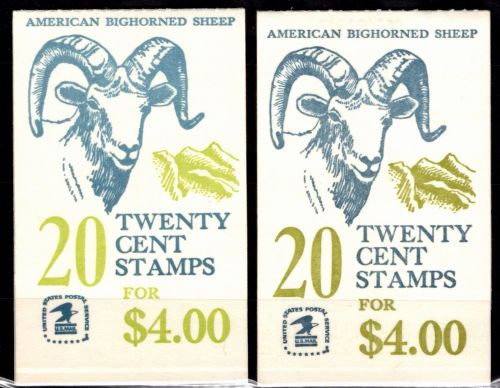 AMERICAN BIGHORNED SHEEP
20 TWENTY
CENT
STAMPS
FOR
$4.00
UNITED STATES POSTAL SERVICE
U.S.MAIL
AMERICAN BIGHORNED SHEEP
20 TWENTY
CENT
STAMPS
FOR
$4.00
UNITED STATES POSTAL SERVICE
U.S.MAIL